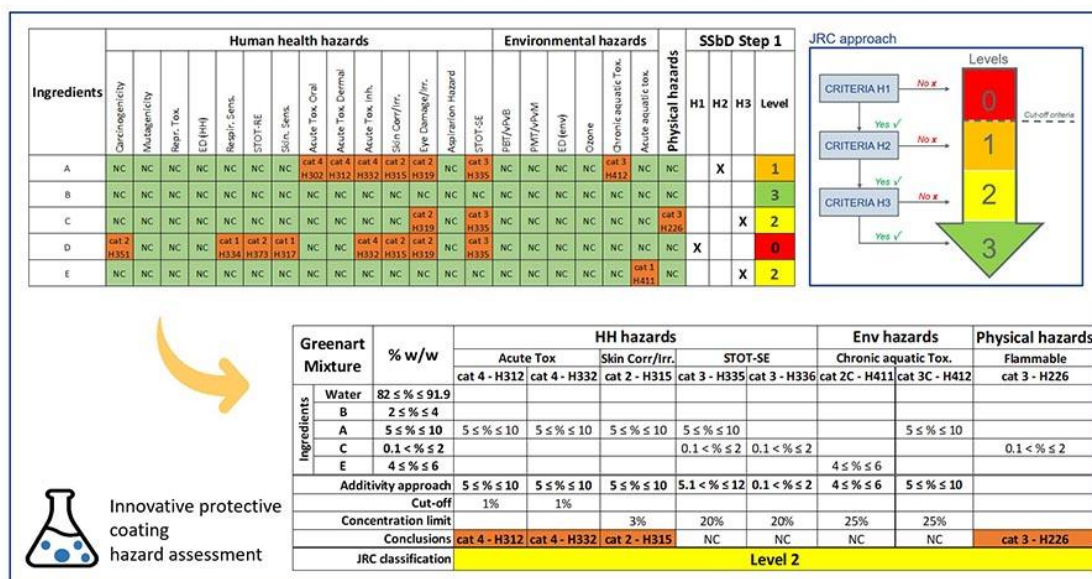 Human health hazards Environmental hazards SSbD Step 1
Ingredients Carcinogenicity Mutagenicity Repr. Tox. ED(HH) Respir. Sens. STOT-RE Skin. Sens. Acute Tox. Oral Acute Tox. Dermal Acute Tox. Inh. Skin Corr/Irr. Eye Damage/Irr. Aspirarion Hazard STOT-SE PBT/vPvB PMT/vPvM ED(env) Ozone Chronic aquatic Tox. Acute aquatic tox. Physical hazards H1 H2 H3 Level
A NC NC NC NC NC NC NC cat 4 H302 cat 4 H312 cat 4 H332 cat 2 H315 cat 2 H319 NC cat 3 H335 NC NC NC NC cat 3 H412 NC NC X 1
B NC NC NC NC NC NC NC NC NC NC NC NC NC NC NC NC NC NC NC NC NC 3
C NC NC NC NC NC NC NC NC NC NC NC cat 2 H319 NC cat 3 H335 NC NC NC NC NC NC cat 3 H226 X 2
D cat 2 H351 NC NC NC cat 1 H334 cat 2 H373 cat 1 H317 NC NC cat 4 H332 cat 2 H315 cat 2 H319 NC cat 3 H335 NC NC NC NC NC NC NC X 0
E NC NC NC NC NC NC NC NC NC NC NC NC NC NC NC NC NC NC NC cat 1 H411 NC X 2
JRC approach
Levels
CRITERIA H1 No x 0
Cut-off criteria
Yes √
CRITERIA H2 No x 1
Yes √
CRITERIA H3 No x 2
Yes √
3
Greenart Mixture % w/w HH hazards Env hazards Physical hazards
Acute Tox Skin Corr/Irr. STOT-SE Chronic aquatic Tox. Flammable
cat 4 - H312 cat 4 - H332 cat 2 - H315 cat 3 - H335 cat 3 - H336 cat 2C - H411 cat 3C - H412 cat 3 - H226
Ingredients
Water 82 ≤ % ≤ 91.9
B 2 ≤ % ≤ 4
A 5 ≤ % ≤ 10 5 ≤ % ≤ 10 5 ≤ % ≤ 10 5 ≤ % ≤ 10 5 ≤ % ≤ 10 5 ≤ % ≤ 10
C 0.1 < % ≤ 2 0.1 < % ≤ 2 0.1 < % ≤ 2 0.1 < % ≤ 2
E 4 ≤ % ≤ 6 4 ≤ % ≤ 6
Additivity approach 5 ≤ % ≤ 10 5 ≤ % ≤ 10 5 ≤ % ≤ 10 5.1 < % ≤ 12 0.1 < % ≤ 2 4 ≤ % ≤ 6 5 ≤ % ≤ 10
Cut-off 1% 1%
Concentration limit 3% 20% 20% 25% 25%
Conclusions cat 4 - H312 cat 4 - H332 cat 2 - H315 NC NC NC NC cat 3 - H226
JRC classification Level 2
Innovative protective
coating
hazard assessment